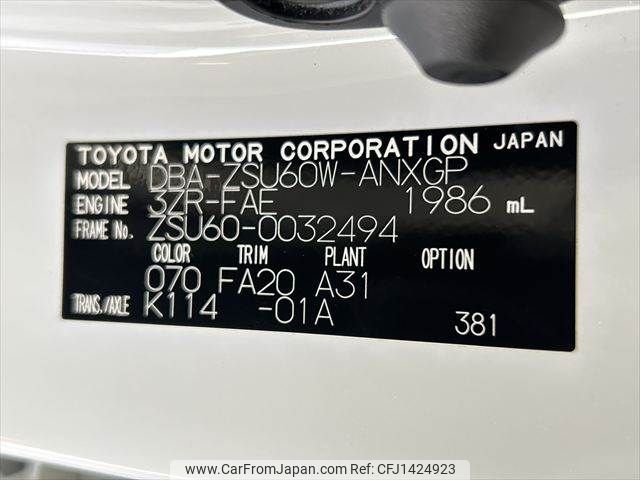 TOYOTA MOTOR CORPORATION JAPAN
MODEL DBA-ZSU60W-ANXGP
ENGINE 3ZR-FAE 1986 mL
FRAME No. ZSU60-0032494
COLOR TRIM PLANT OPTION
070 FA20 A31
TRANS./AXLE K114 -01A 381
www.CarFromJapan.com - CFJ1424923